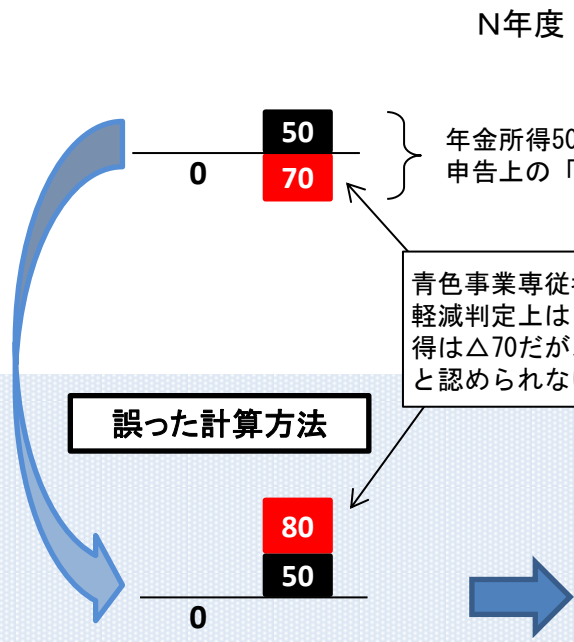 N年度
50
0
70
年金所得50
申告上の「
青色事業専従
軽減判定上は
得は△70だが
と認められない
誤った計算方法
80
50
0